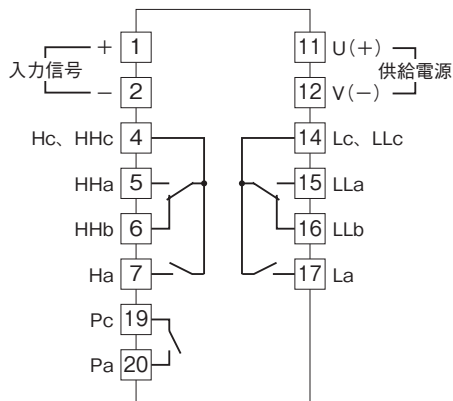 入力信号
+ 1
− 2
Hc、HHc 4
HHa 5
HHb 6
Ha 7
Pc 19
Pa 20
11 U(+)
12 V(−)
供給電源
14 Lc、LLc
15 LLa
16 LLb
17 La